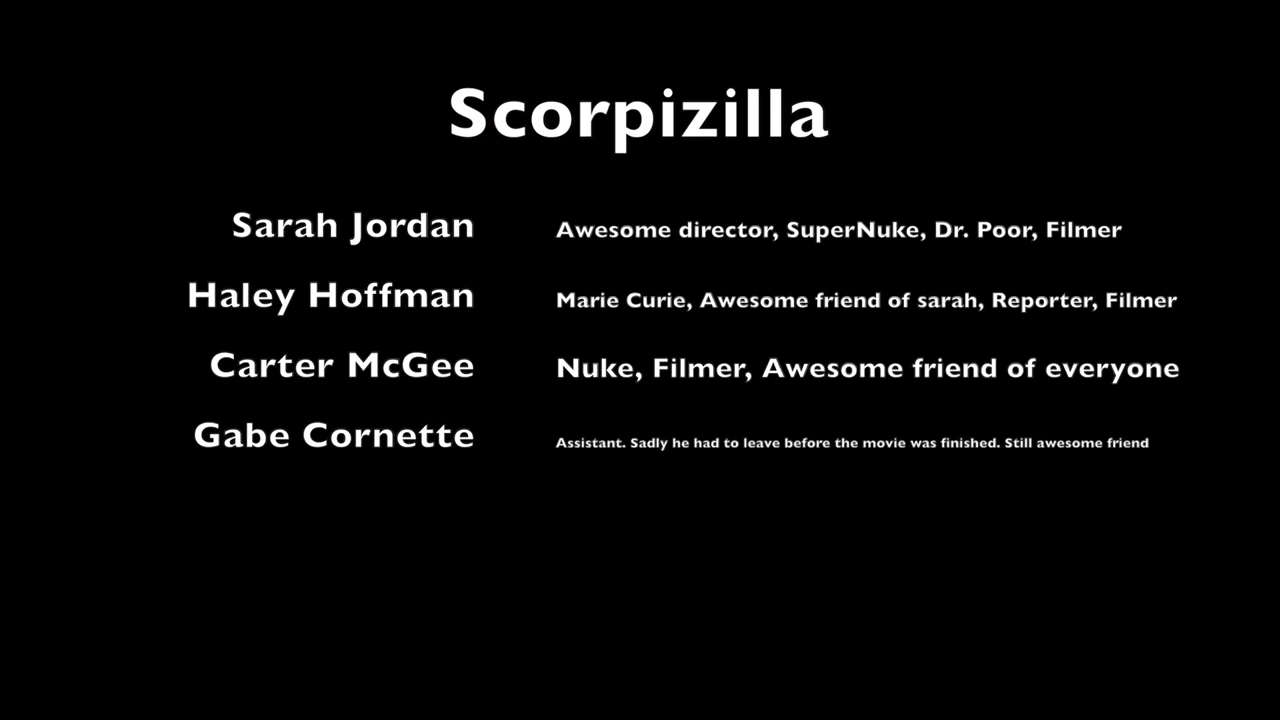 Scorpizilla
Sarah Jordan Awesome director, SuperNuke, Dr. Poor, Filmer
Haley Hoffman Marie Curie, Awesome friend of sarah, Reporter, Filmer
Carter McGee Nuke, Filmer, Awesome friend of everyone
Gabe Cornette Assistant. Sadly he had to leave before the movie was finished. Still awesome friend